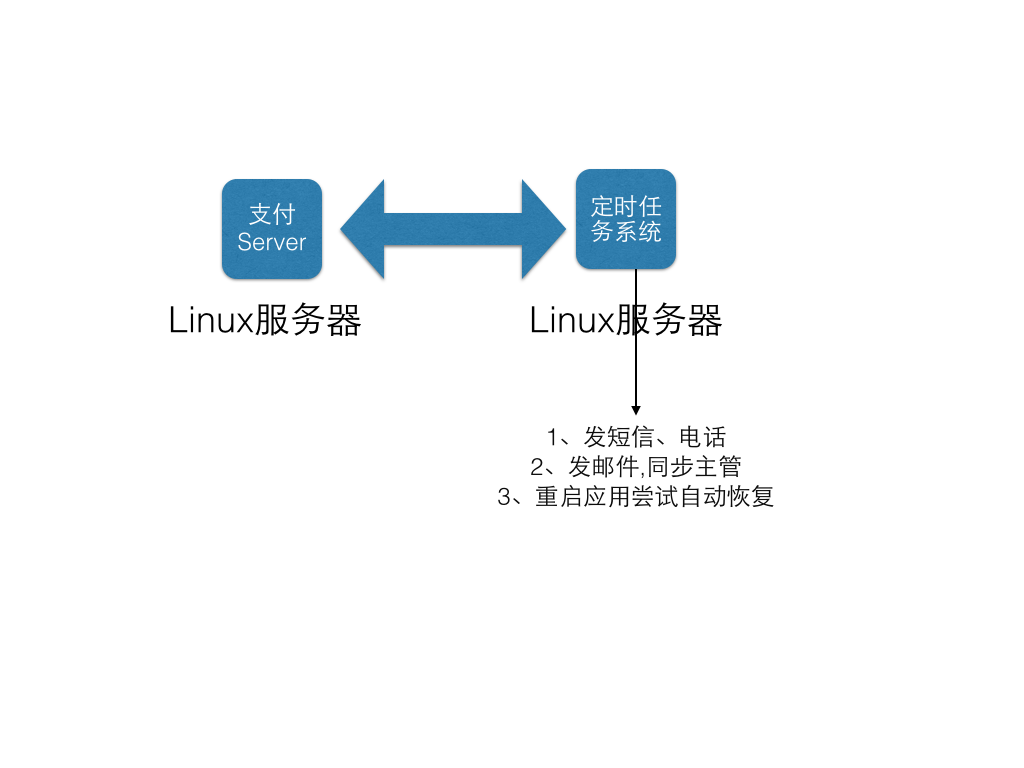 支付
Server
定时任
务系统
Linux服务器
Linux服务器
1、发短信、电话
2、发邮件,同步主管
3、重启应用尝试自动恢复